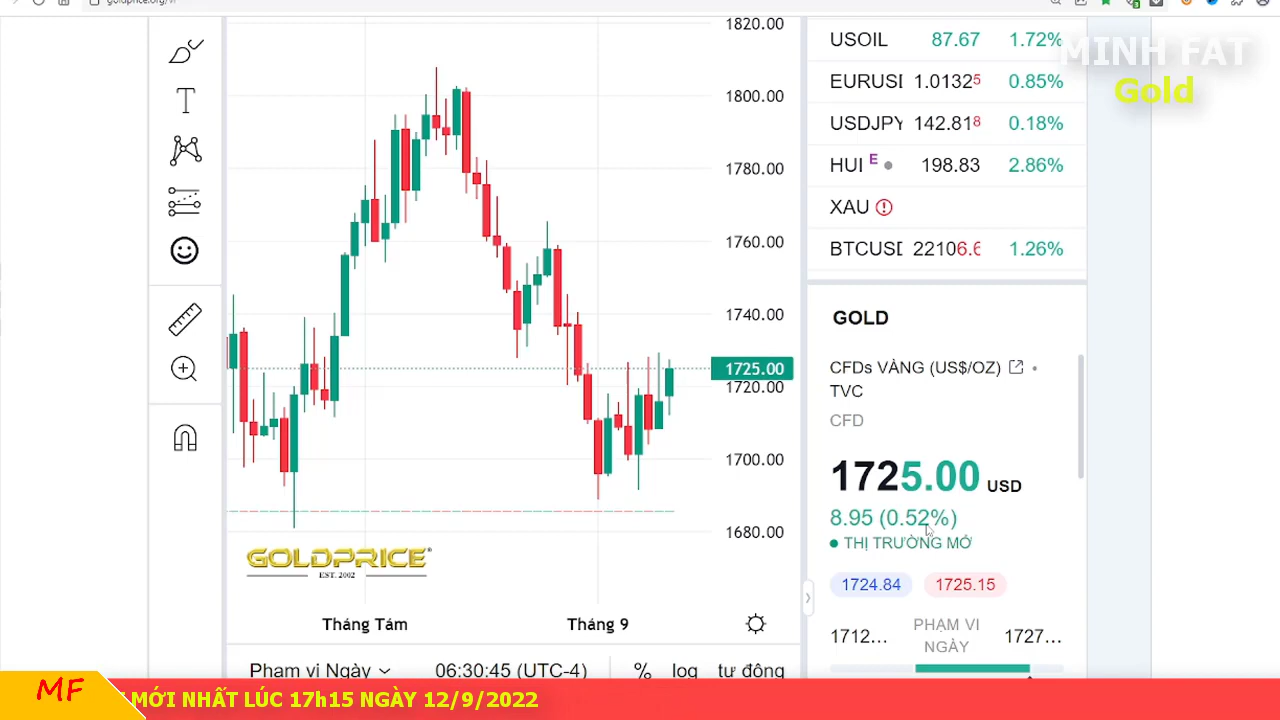 goldprice.org/vi
1820.00
1800.00
1780.00
1760.00
1740.00
1725.00
1720.00
1700.00
1680.00
GOLDPRICE®
EST. 2002
Tháng Tám
Tháng 9
Phạm vi Ngày
06:30:45 (UTC-4)
%
log
tự động
USOIL 87.67 1.72%
EURUSD 1.01325 0.85%
USDJPY 142.818 0.18%
HUI E 198.83 2.86%
XAU
BTCUSD 22106.6 1.26%
MINH FAT
Gold
GOLD
CFDs VÀNG (US$/OZ)
TVC
CFD
1725.00 USD
8.95 (0.52%)
THỊ TRƯỜNG MỞ
1724.84 1725.15
1712... PHẠM VI NGÀY 1727...
MF
MỚI NHẤT LÚC 17h15 NGÀY 12/9/2022